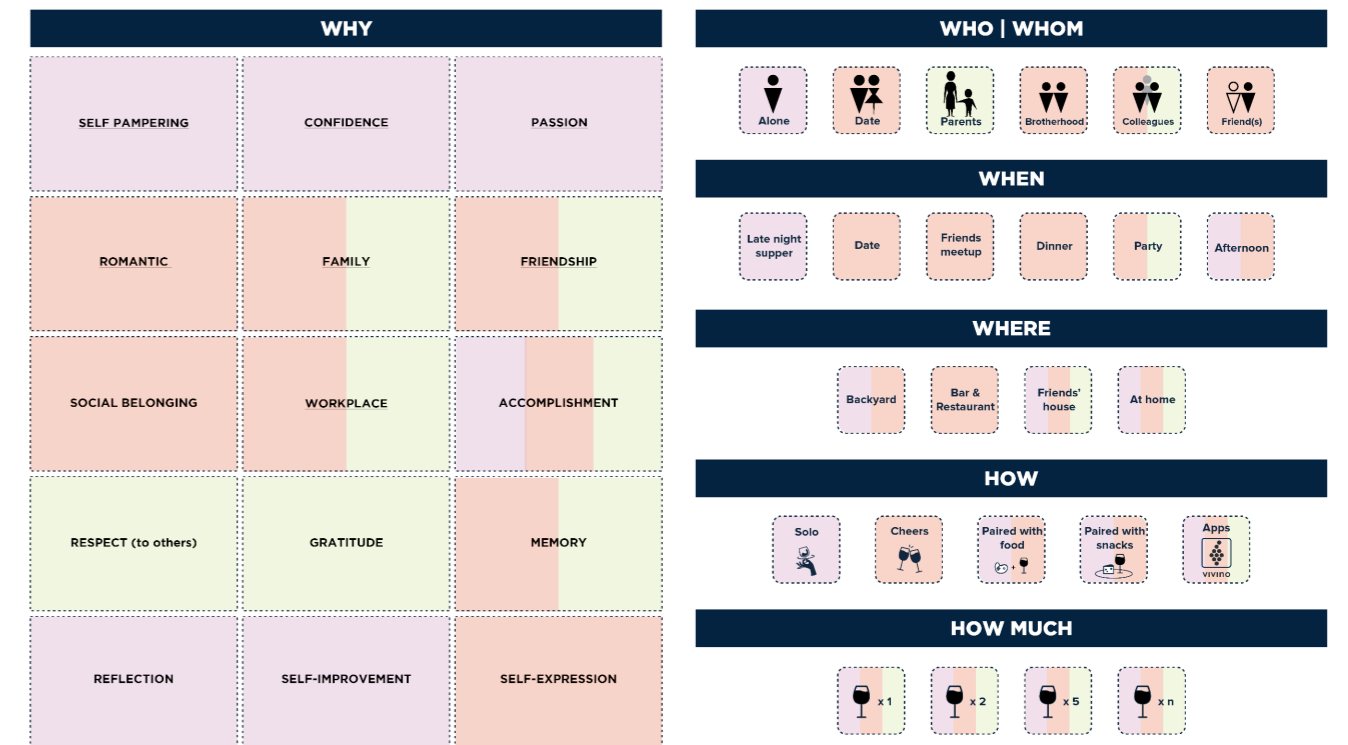 WHY
SELF PAMPERING
CONFIDENCE
PASSION
ROMANTIC
FAMILY
FRIENDSHIP
SOCIAL BELONGING
WORKPLACE
ACCOMPLISHMENT
RESPECT (to others)
GRATITUDE
MEMORY
REFLECTION
SELF-IMPROVEMENT
SELF-EXPRESSION
WHO | WHOM
Alone
Date
Parents
Brotherhood
Colleagues
Friend(s)
WHEN
Late night
supper
Date
Friends
meetup
Dinner
Party
Afternoon
WHERE
Backyard
Bar &
Restaurant
Friends'
house
At home
HOW
Solo
Cheers
Paired with
food
+
Paired with
snacks
Apps
VIVINO
HOW MUCH
x 1
x 2
x 5
x n